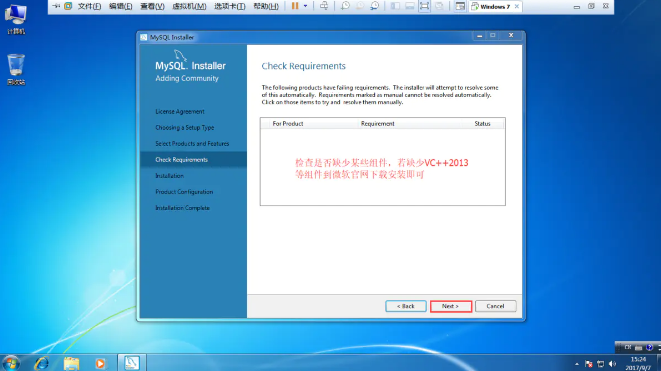 文件(F) 编辑(E) 查看(V) 虚拟机(M) 选项卡(T) 帮助(H) Windows 7
计算机
回收站
MySQL Installer
MySQL. Installer
Adding Community
License Agreement
Choosing a Setup Type
Select Products and Features
Check Requirements
Installation
Product Configuration
Installation Complete
Check Requirements
The following products have failing requirements. The installer will attempt to resolve some
of this automatically. Requirements marked as manual cannot be resolved automatically.
Click on those items to try and resolve them manually.
For Product Requirement Status
检查是否缺少某些组件，若缺少VC++2013
等组件到微软官网下载安装即可
< Back Next > Cancel
15:24
2017/9/7